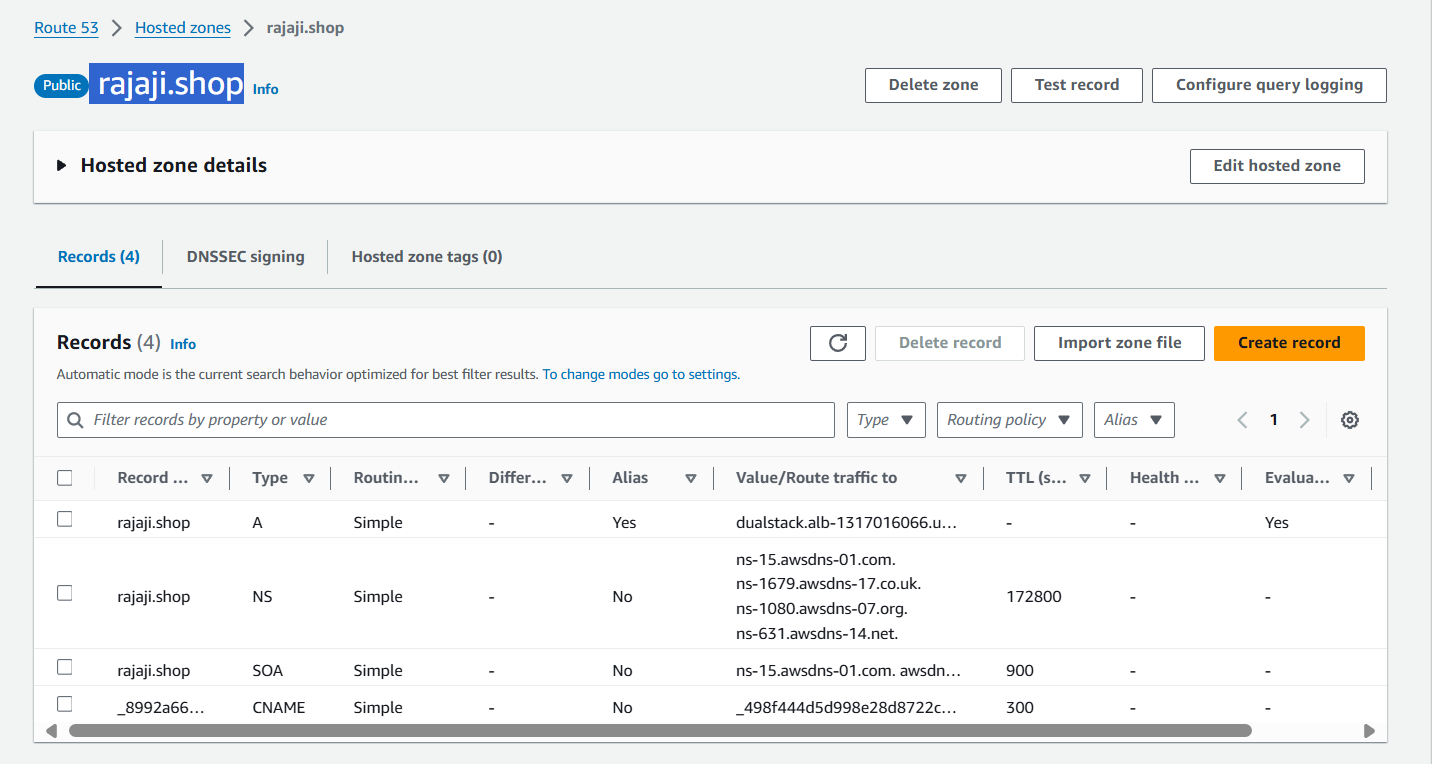 Route 53 > Hosted zones > rajaji.shop
Public rajaji.shop Info
Delete zone Test record Configure query logging
Hosted zone details Edit hosted zone
Records (4) DNSSEC signing Hosted zone tags (0)
Records (4) Info Delete record Import zone file Create record
Automatic mode is the current search behavior optimized for best filter results. To change modes go to settings.
Filter records by property or value Type Routing policy Alias 1
Record ... Type Routin... Differ... Alias Value/Route traffic to TTL (s... Health ... Evalua...
rajaji.shop A Simple - Yes dualstack.alb-1317016066.u... - - Yes
ns-15.awsdns-01.com.
ns-1679.awsdns-17.co.uk.
rajaji.shop NS Simple - No 172800 - -
ns-1080.awsdns-07.org.
ns-631.awsdns-14.net.
rajaji.shop SOA Simple - No ns-15.awsdns-01.com. awsdn... 900 - -
_8992a66... CNAME Simple - No _498f444d5d998e28d8722c... 300 - -